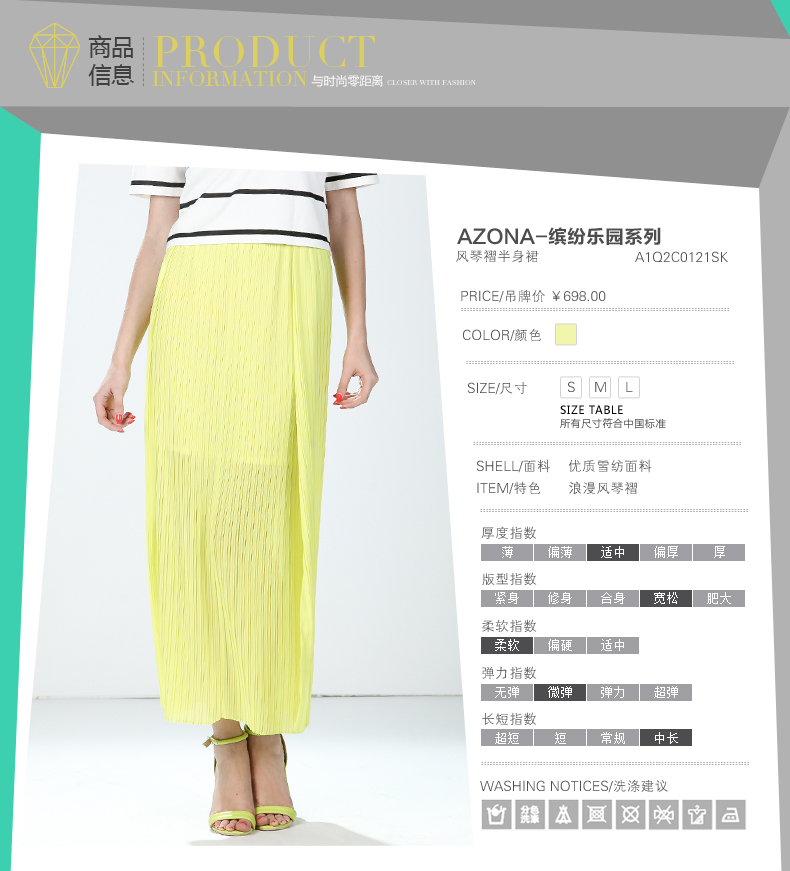 商品
信息
PRODUCT
INFORMATION 与时尚零距离 CLOSER WITH FASHION
AZONA-缤纷乐园系列
风琴褶半身裙 A1Q2C0121SK
PRICE/吊牌价 ¥698.00
COLOR/颜色
SIZE/尺寸 S M L
SIZE TABLE
所有尺寸符合中国标准
SHELL/面料 优质雪纺面料
ITEM/特色 浪漫风琴褶
厚度指数
薄 偏薄 适中 偏厚 厚
版型指数
紧身 修身 合身 宽松 肥大
柔软指数
柔软 偏硬 适中
弹力指数
无弹 微弹 弹力 超弹
长短指数
超短 短 常规 中长
WASHING NOTICES/洗涤建议
分色
洗涤